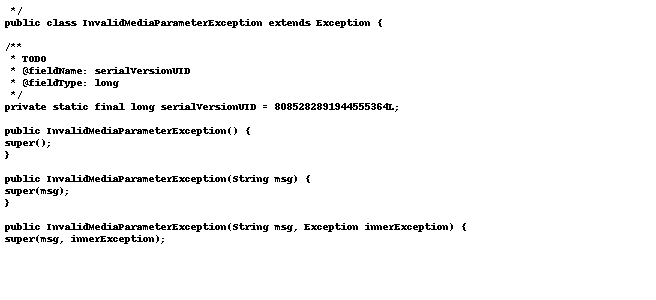 */
public class InvalidMediaParameterException extends Exception {
/**
* TODO
* @fieldName: serialVersionUID
* @fieldType: long
*/
private static final long serialVersionUID = 8085282891944555364L;
public InvalidMediaParameterException() {
super();
}
public InvalidMediaParameterException(String msg) {
super(msg);
}
public InvalidMediaParameterException(String msg, Exception innerException) {
super(msg, innerException);